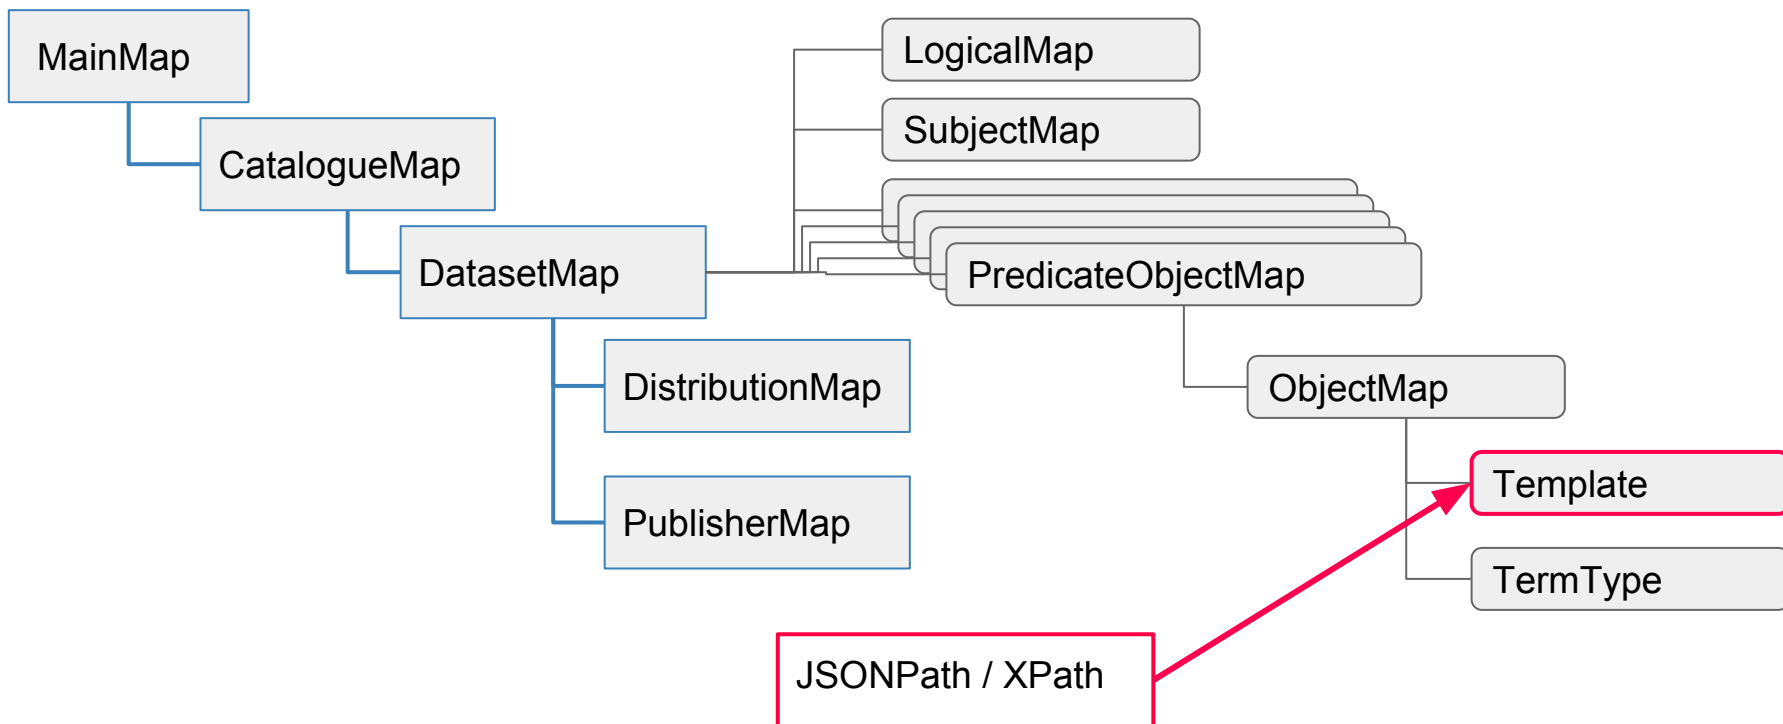 MainMap
LogicalMap
SubjectMap
CatalogueMap
DatasetMap
PredicateObjectMap
DistributionMap
ObjectMap
PublisherMap
Template
TermType
JSONPath / XPath